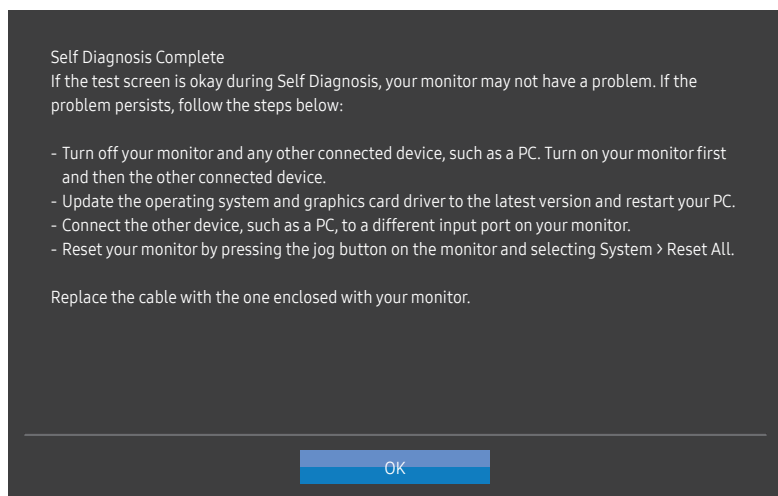 Self Diagnosis Complete
If the test screen is okay during Self Diagnosis, your monitor may not have a problem. If the
problem persists, follow the steps below:
- Turn off your monitor and any other connected device, such as a PC. Turn on your monitor first
and then the other connected device.
- Update the operating system and graphics card driver to the latest version and restart your PC.
- Connect the other device, such as a PC, to a different input port on your monitor.
- Reset your monitor by pressing the jog button on the monitor and selecting System > Reset All.
Replace the cable with the one enclosed with your monitor.
OK